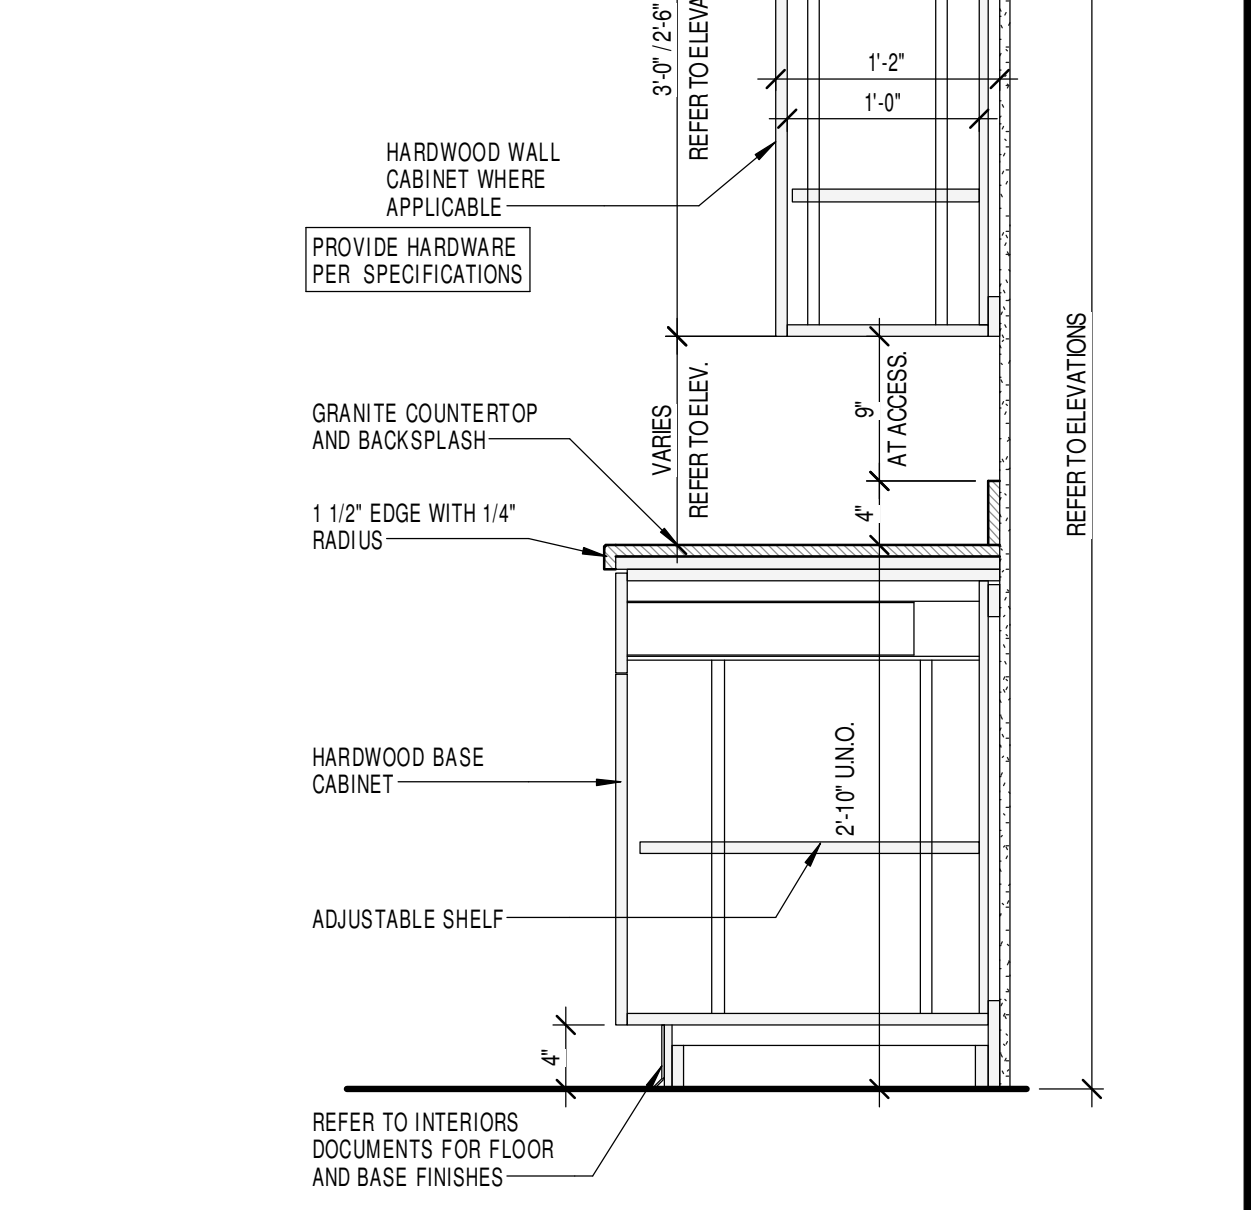 3'-0" / 2'-6"
REFER TO ELEVA
1'-2"
1'-0"
HARDWOOD WALL
CABINET WHERE
APPLICABLE
PROVIDE HARDWARE
PER SPECIFICATIONS
GRANITE COUNTERTOP
AND BACKSPLASH
VARIES
REFER TO ELEV.
9"
AT ACCESS.
4"
REFER TO ELEVATIONS
1 1/2" EDGE WITH 1/4"
RADIUS
HARDWOOD BASE
CABINET
2'-10" U.N.O.
ADJUSTABLE SHELF
4"
REFER TO INTERIORS
DOCUMENTS FOR FLOOR
AND BASE FINISHES